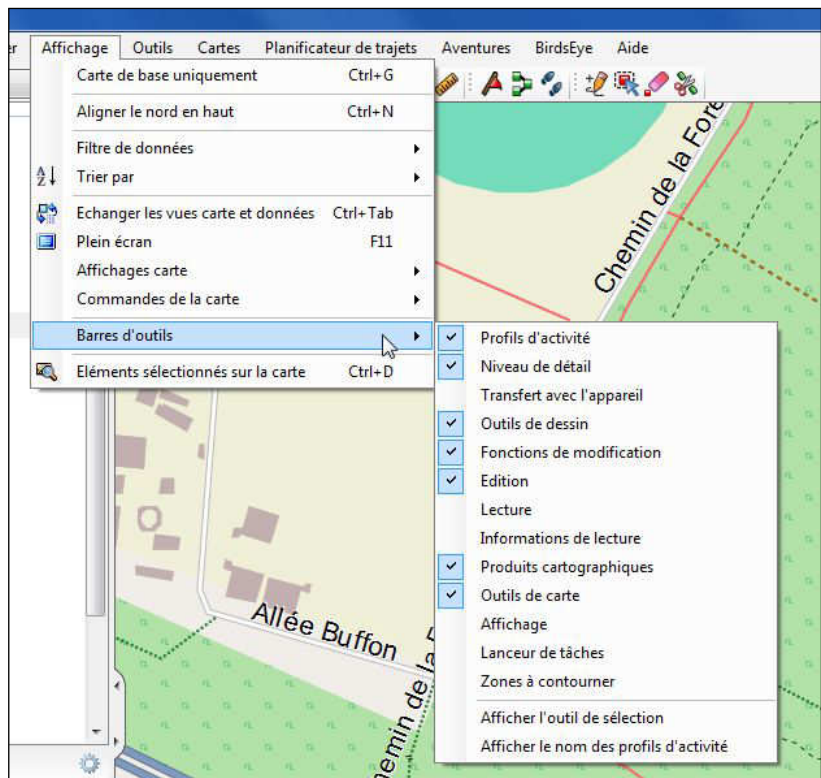 Affichage Outils Cartes Planificateur de trajets Aventures BirdsEye Aide
Carte de base uniquement Ctrl+G
Aligner le nord en haut Ctrl+N
Filtre de données
Trier par
Echanger les vues carte et données Ctrl+Tab
Plein écran F11
Affichages carte
Commandes de la carte
Barres d'outils
Eléments sélectionnés sur la carte Ctrl+D
Profils d'activité
Niveau de détail
Transfert avec l'appareil
Outils de dessin
Fonctions de modification
Edition
Lecture
Informations de lecture
Produits cartographiques
Outils de carte
Affichage
Lanceur de tâches
Zones à contourner
Afficher l'outil de sélection
Afficher le nom des profils d'activité
Chemin de la Fore
Allée Buffon
emin de la F